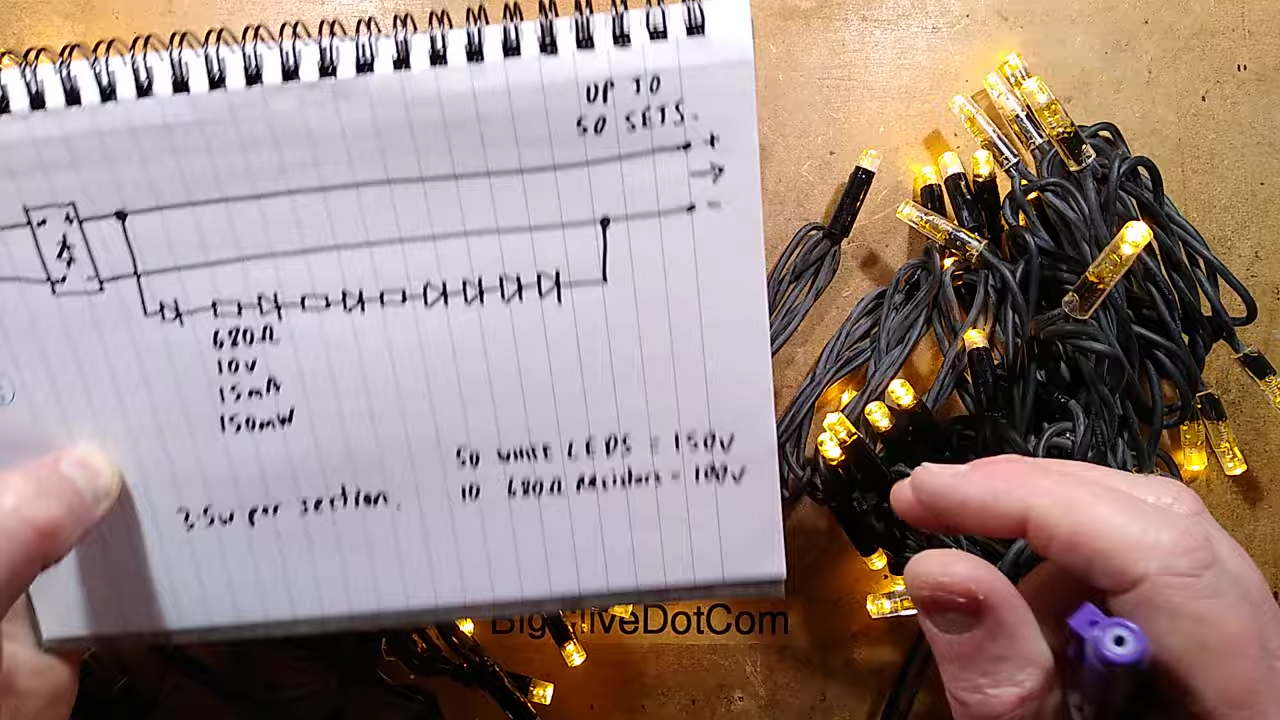 UP TO
50 SETS.
+
-
680Ω
10V
15mA
150mW
50 WHITE LEDS = 150V
10 680Ω Resistors = 100V
3.5W per section.
BigCliveDotCom